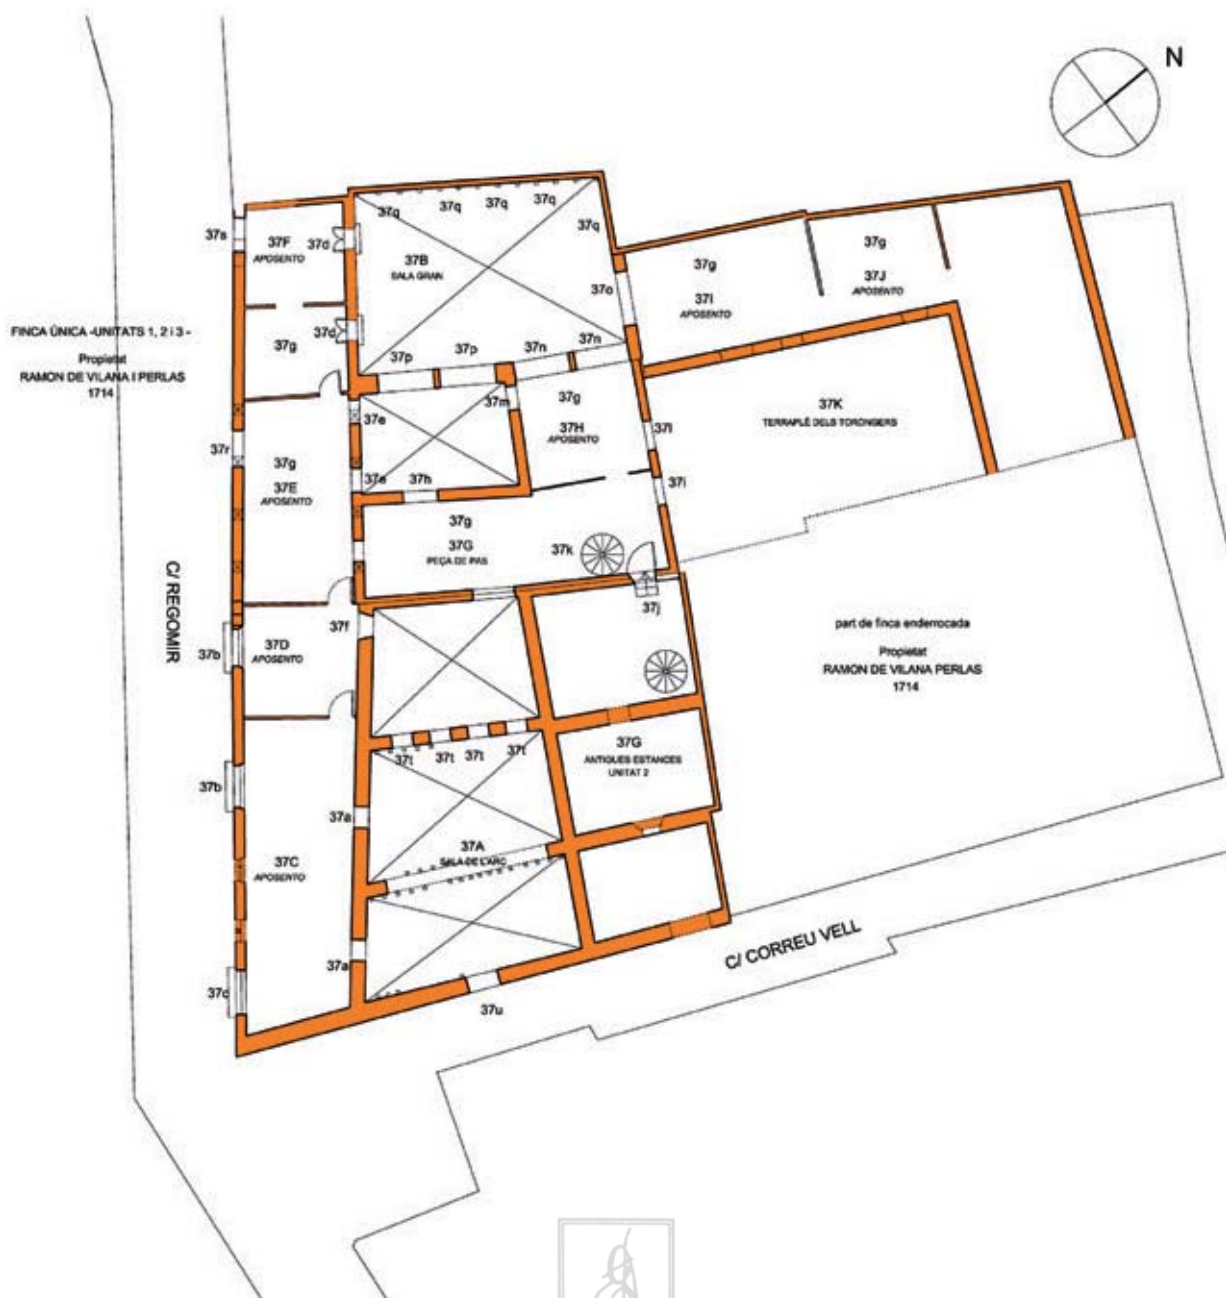 N
37s
37F
APOSENTO
37d
37q
37q
37q
37q
37q
37B
SALA GRAN
37o
37g
37I
APOSENTO
37g
37J
APOSENTO
FINCA ÚNICA -UNITATS 1, 2 I 3 -
Propietat
RAMON DE VILANA I PERLAS
1714
37g
37d
37p
37p
37n
37n
37m
37g
37H
APOSENTO
37e
37e
37h
37l
37i
37K
TERRAPLÉ DELS TORONGERS
37r
37g
37E
APOSENTO
37g
37G
PEÇA DE PAS
37k
37j
C/ REGOMIR
37b
37D
APOSENTO
37f
part de finca enderrocada
Propietat
RAMON DE VILANA PERLAS
1714
37t
37t
37t
37t
37G
ANTIGUES ESTANCES
UNITAT 2
37b
37a
37A
SALA DE L'ARC
37C
APOSENTO
37a
37c
37u
C/ CORREU VELL